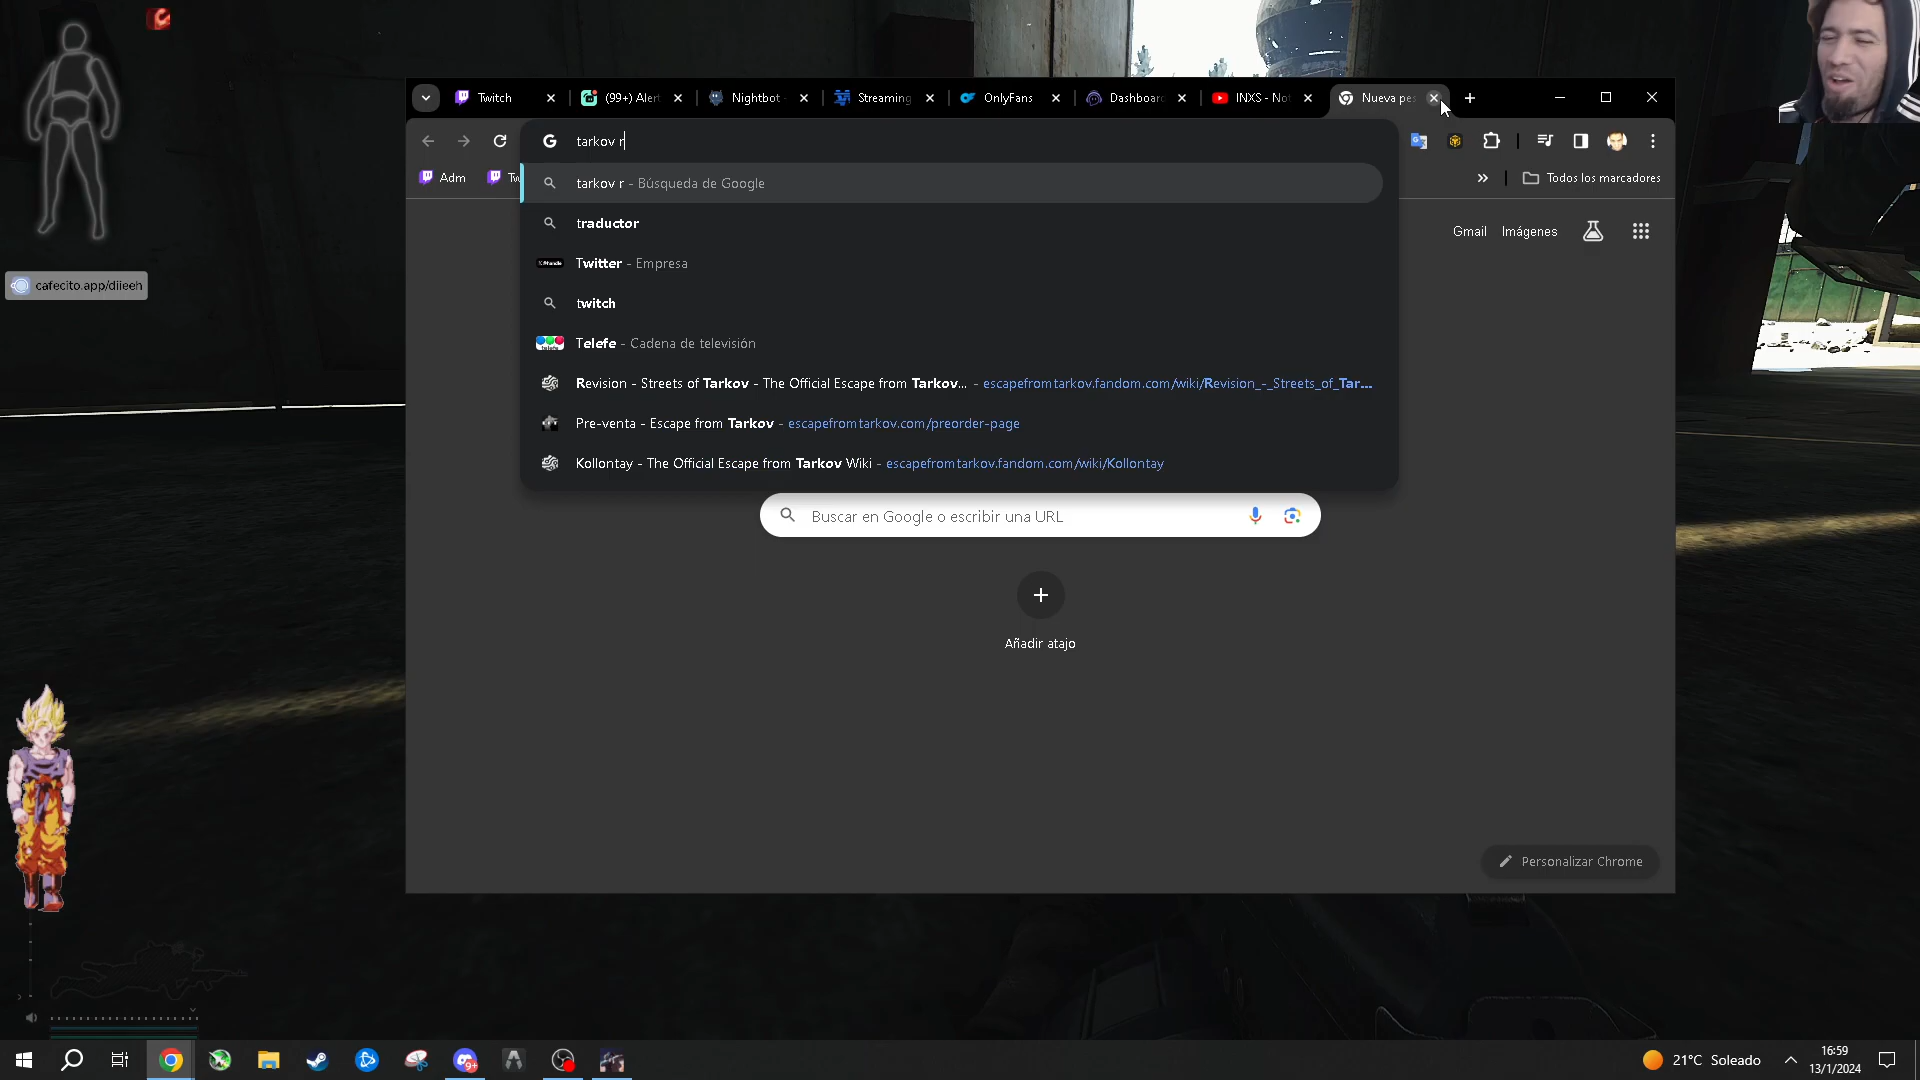 Twitch
(99+) Alert
Nightbot -
Streaming
OnlyFans
Dashboard
INXS - Not
Nueva pes
tarkov r
Adm
Tw
Todos los marcadores
tarkov r - Búsqueda de Google
traductor
Twitter - Empresa
twitch
Telefe - Cadena de televisión
Revision - Streets of Tarkov - The Official Escape from Tarkov... - escapefromtarkov.fandom.com/wiki/Revision_-_Streets_of_Tar...
Pre-venta - Escape from Tarkov - escapefromtarkov.com/preorder-page
Kollontay - The Official Escape from Tarkov Wiki - escapefromtarkov.fandom.com/wiki/Kollontay
Gmail
Imágenes
cafecito.app/diieeh
Buscar en Google o escribir una URL
Añadir atajo
Personalizar Chrome
9+
21°C Soleado
16:59
13/1/2024